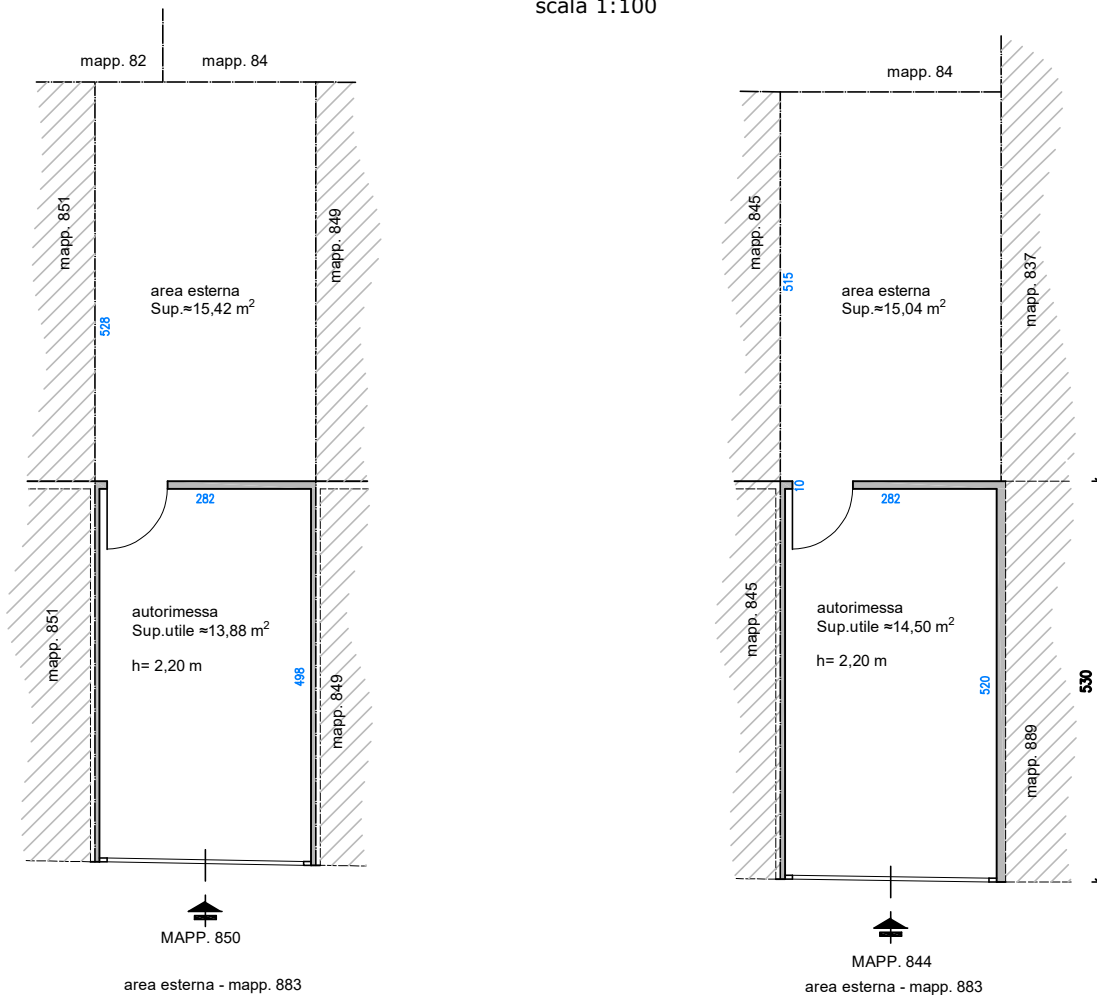 scala 1:100
mapp. 82
mapp. 84
mapp. 851
mapp. 849
area esterna
Sup.≈15,42 m²
528
282
autorimessa
Sup.utile ≈13,88 m²
h= 2,20 m
mapp. 851
498
mapp. 849
MAPP. 850
area esterna - mapp. 883
mapp. 84
mapp. 845
mapp. 837
515
area esterna
Sup.≈15,04 m²
10
282
mapp. 845
autorimessa
Sup.utile ≈14,50 m²
h= 2,20 m
520
530
mapp. 889
MAPP. 844
area esterna - mapp. 883